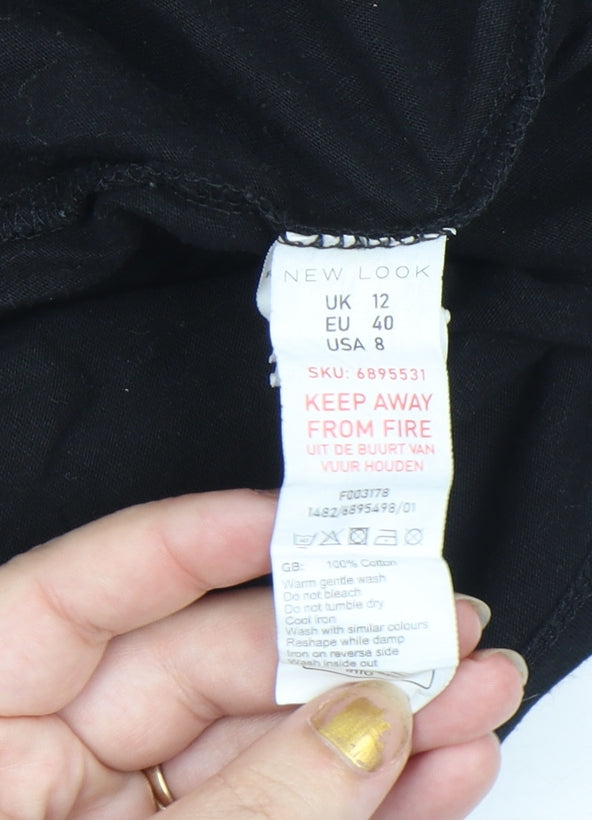 NEW LOOK
UK 12
EU 40
USA 8
SKU: 6895531
KEEP AWAY
FROM FIRE
UIT DE BUURT VAN
VUUR HOUDEN
F003178
1482/6895498/01
GB: 100% Cotton
Warm gentle wash
Do not bleach
Do not tumble dry
Cool iron
Wash with similar colours
Reshape while damp
Iron on reverse side
Wash inside out